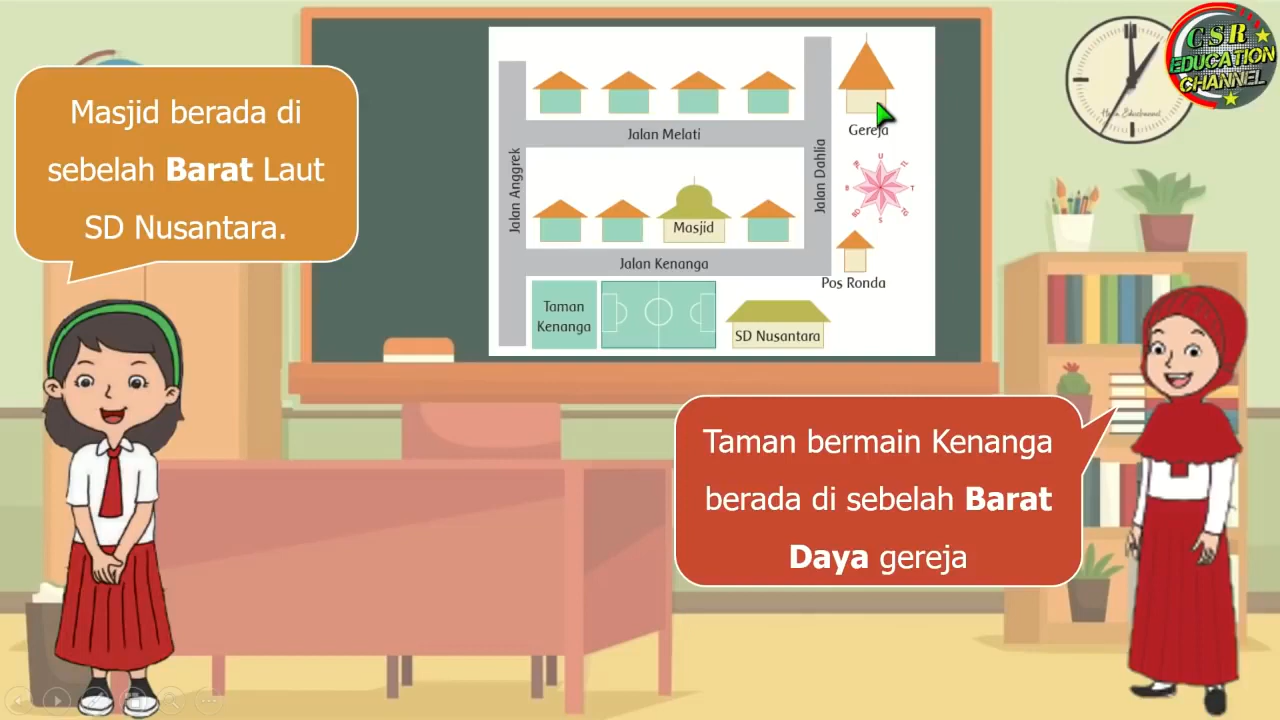 Masjid berada di
sebelah Barat Laut
SD Nusantara.
Jalan Melati
Jalan Anggrek
Jalan Dahlia
Gereja
U
B
T
S
Masjid
Jalan Kenanga
Pos Ronda
Taman
Kenanga
SD Nusantara
CSR
EDUCATION
CHANNEL
Taman bermain Kenanga
berada di sebelah Barat
Daya gereja